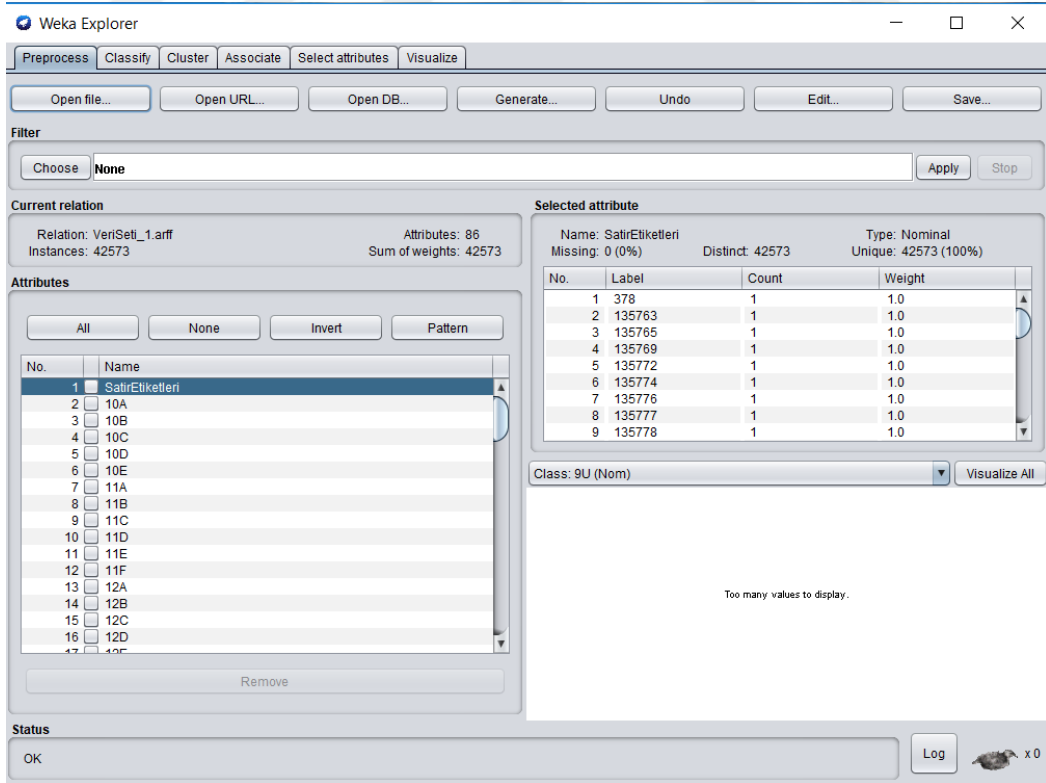 Weka Explorer
Preprocess Classify Cluster Associate Select attributes Visualize
Open file... Open URL... Open DB... Generate... Undo Edit... Save...
Filter
Choose None Apply Stop
Current relation
Relation: VeriSeti_1.arff Attributes: 86
Instances: 42573 Sum of weights: 42573
Attributes
All None Invert Pattern
No. Name
1 SatirEtiketleri
2 10A
3 10B
4 10C
5 10D
6 10E
7 11A
8 11B
9 11C
10 11D
11 11E
12 11F
13 12A
14 12B
15 12C
16 12D
17 12E
Remove
Selected attribute
Name: SatirEtiketleri Type: Nominal
Missing: 0 (0%) Distinct: 42573 Unique: 42573 (100%)
No. Label Count Weight
1 378 1 1.0
2 135763 1 1.0
3 135765 1 1.0
4 135769 1 1.0
5 135772 1 1.0
6 135774 1 1.0
7 135776 1 1.0
8 135777 1 1.0
9 135778 1 1.0
Class: 9U (Nom) Visualize All
Too many values to display.
Status
OK Log x 0